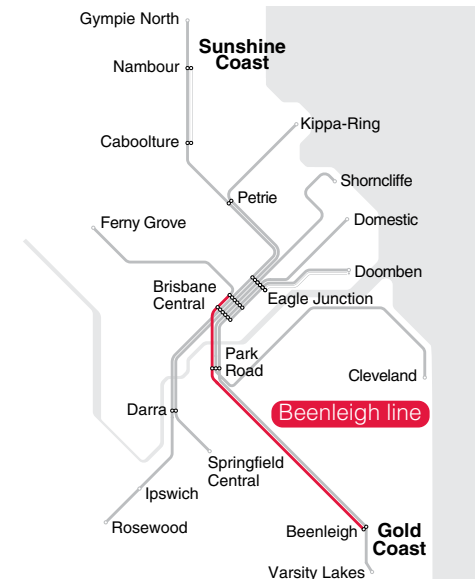 Gympie North
Sunshine
Coast
Nambour
Kippa-Ring
Caboolture
Shorncliffe
Petrie
Ferny Grove
Domestic
Doomben
Brisbane
Central
Eagle Junction
Park
Road
Cleveland
Darra
Beenleigh line
Springfield
Central
Ipswich
Rosewood
Beenleigh
Gold
Coast
Varsity Lakes